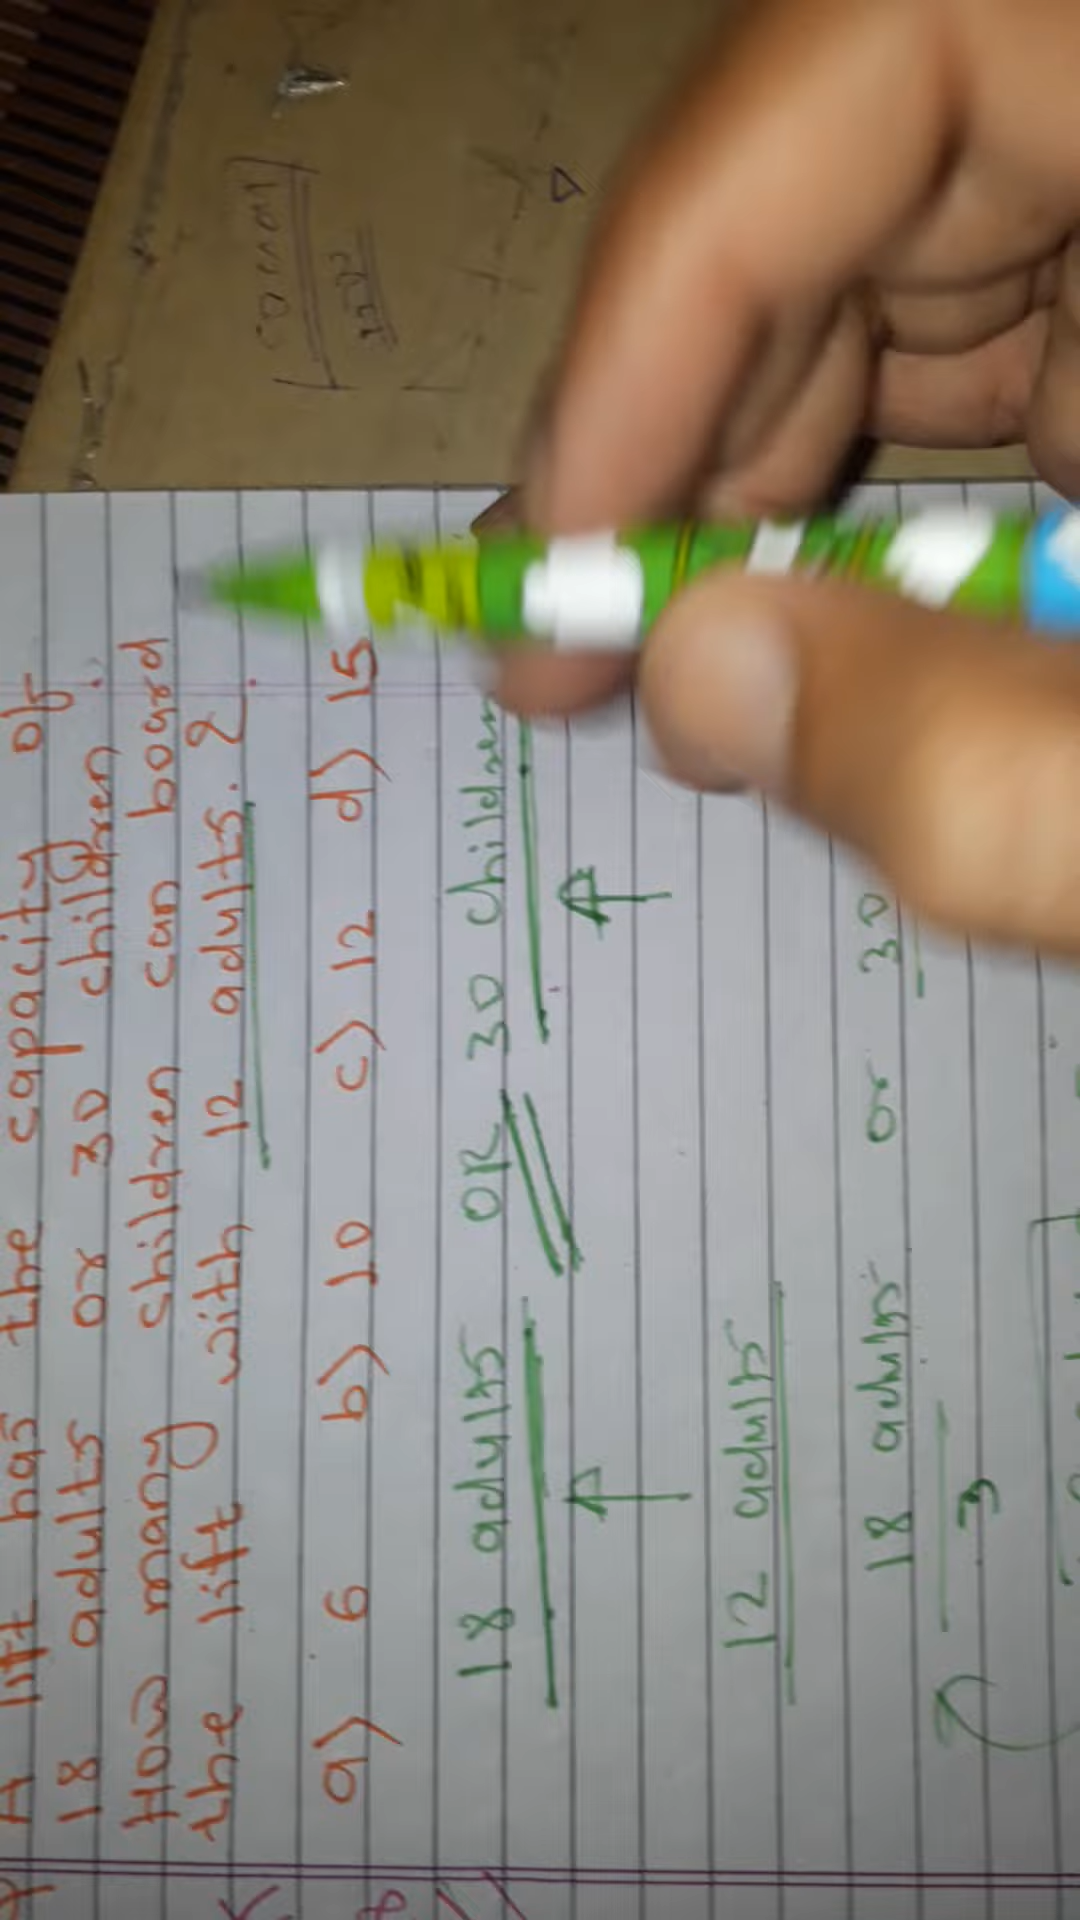 A lift has the capacity of
18 adults or 30 children.
How many children can board
the lift with 12 adults. ?
a) 6 b) 10 c) 12 d) 15
18 adults OR 30 children
12 adults
18 adults or 30
3